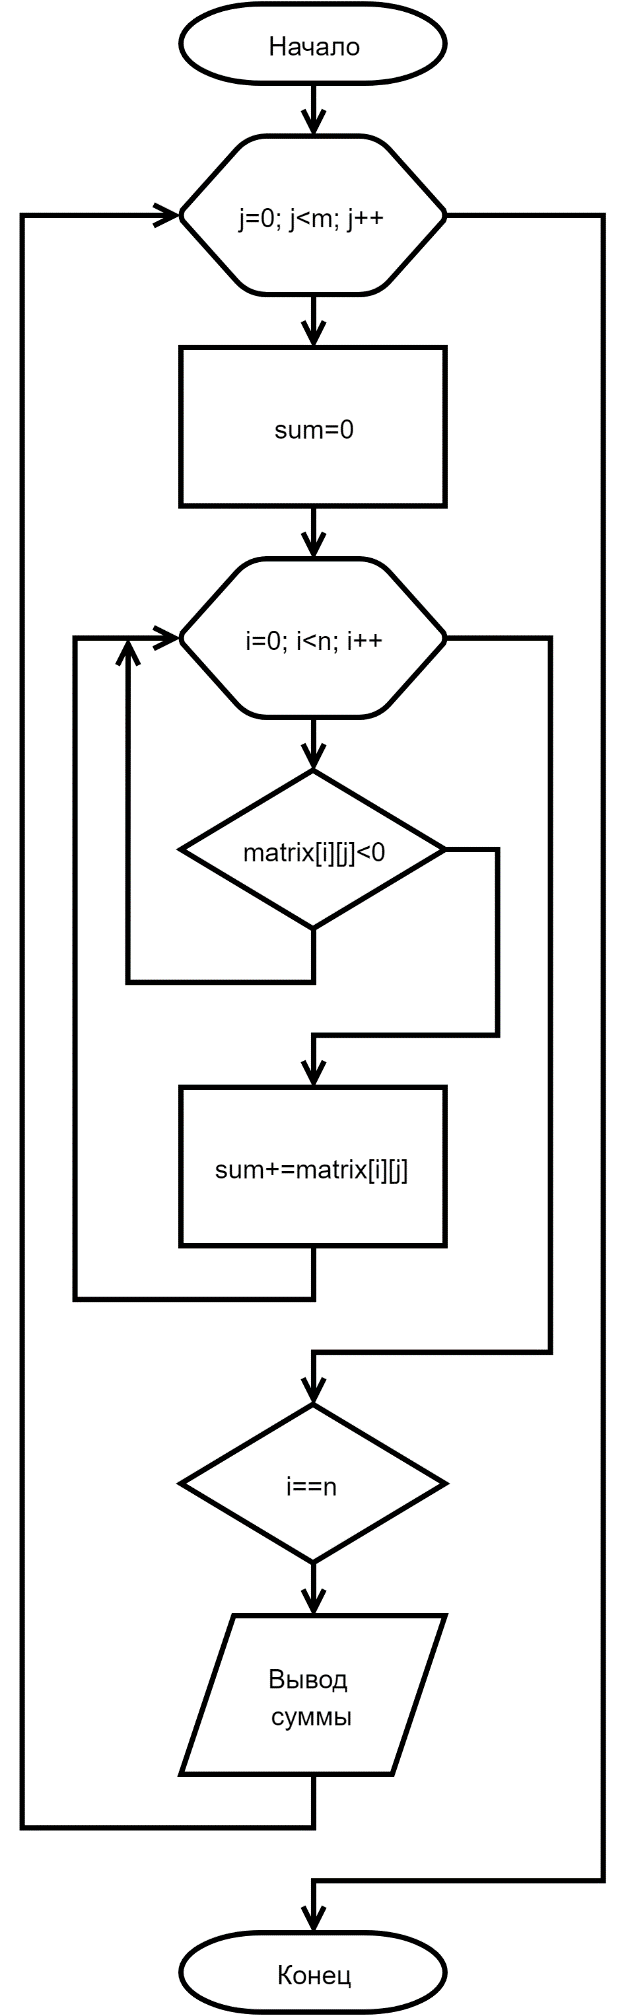 Начало
j=0; j<m; j++
sum=0
i=0; i<n; i++
matrix[i][j]<0
sum+=matrix[i][j]
i==n
Вывод
суммы
Конец